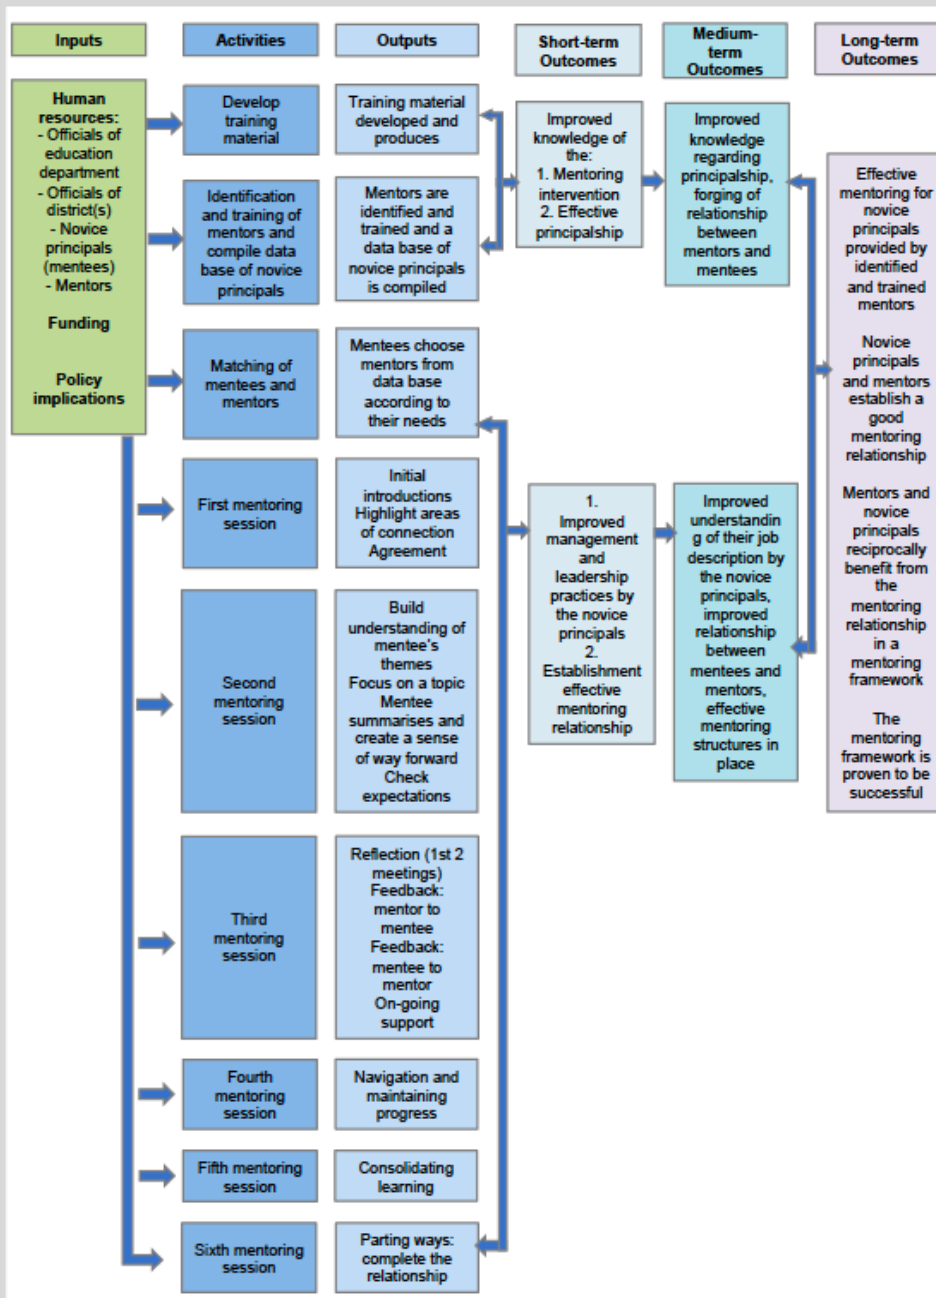 Inputs
Activities
Outputs
Short-term
Outcomes
Medium-
term
Outcomes
Long-term
Outcomes
Human
resources:
- Officials of
education
department
- Officials of
district(s)
- Novice
principals
(mentees)
- Mentors
Funding
Policy
implications
Develop
training
material
Training material
developed and
produces
Identification
and training of
mentors and
compile data
base of novice
principals
Mentors are
identified and
trained and a
data base of
novice principals
is compiled
Matching of
mentees and
mentors
Mentees choose
mentors from
data base
according to
their needs
First mentoring
session
Initial
introductions
Highlight areas
of connection
Agreement
Second
mentoring
session
Build
understanding of
mentee's
themes
Focus on a topic
Mentee
summarises and
create a sense
of way forward
Check
expectations
Third
mentoring
session
Reflection (1st 2
meetings)
Feedback:
mentor to
mentee
Feedback:
mentee to
mentor
On-going
support
Fourth
mentoring
session
Navigation and
maintaining
progress
Fifth mentoring
session
Consolidating
learning
Sixth mentoring
session
Parting ways:
complete the
relationship
Improved
knowledge of
the:
1. Mentoring
intervention
2. Effective
principalship
1.
Improved
management
and
leadership
practices by
the novice
principals
2.
Establishment
effective
mentoring
relationship
Improved
knowledge
regarding
principalship,
forging of
relationship
between
mentors and
mentees
Improved
understandin
g of their job
description by
the novice
principals,
improved
relationship
between
mentees and
mentors,
effective
mentoring
structures in
place
Effective
mentoring for
novice
principals
provided by
identified
and trained
mentors
Novice
principals
and mentors
establish a
good
mentoring
relationship
Mentors and
novice
principals
reciprocally
benefit from
the
mentoring
relationship
in a
mentoring
framework
The
mentoring
framework is
proven to be
successful